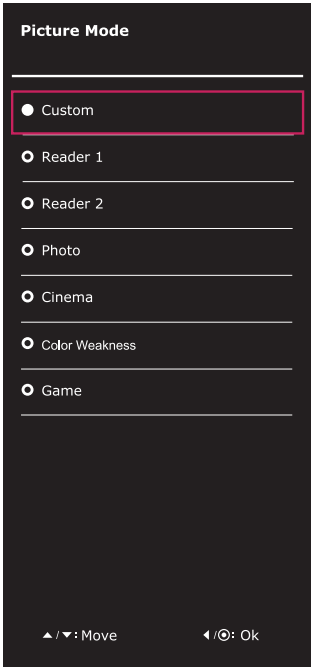 Picture Mode
Custom
Reader 1
Reader 2
Photo
Cinema
Color Weakness
Game
▲/▼: Move ◀/◉: Ok